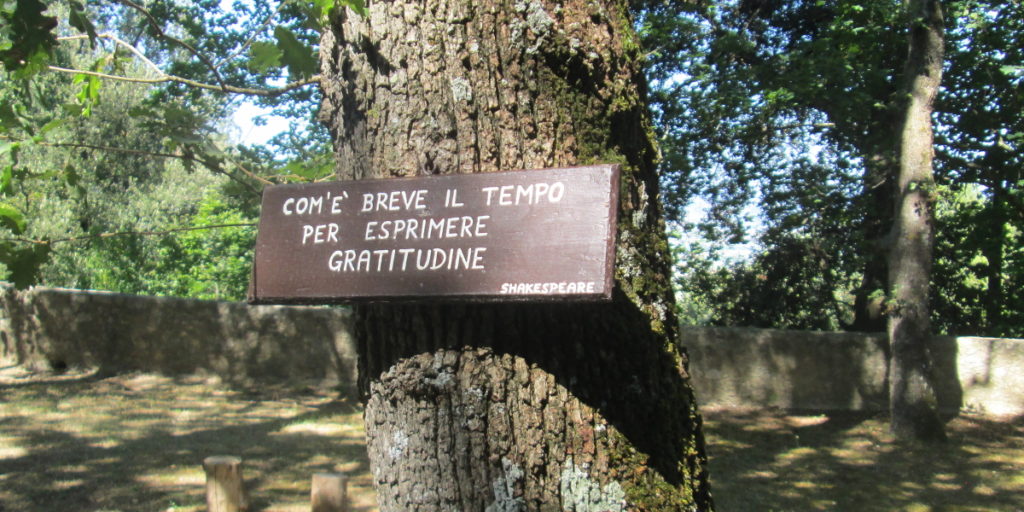 COM'È BREVE IL TEMPO
PER ESPRIMERE
GRATITUDINE
SHAKESPEARE